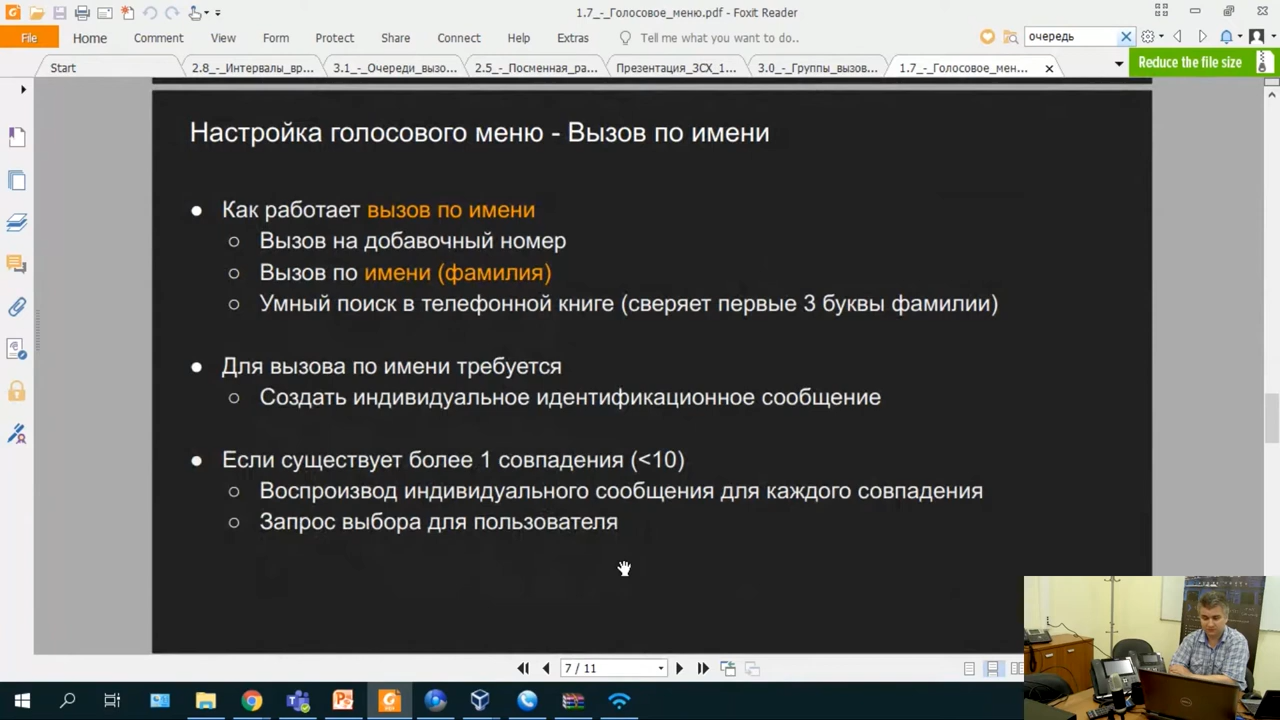 1.7_-_Голосовое_меню.pdf - Foxit Reader
File Home Comment View Form Protect Share Connect Help Extras Tell me what you want to do.. очередь
Start 2.8_-_Интервалы_вр... 3.1_-_Очереди_вызо... 2.5_-_Посменная_ра... Презентация_3CX_1... 3.0_-_Группы_вызов... 1.7_-_Голосовое_мен... Reduce the file size
Настройка голосового меню - Вызов по имени
● Как работает вызов по имени
○ Вызов на добавочный номер
○ Вызов по имени (фамилия)
○ Умный поиск в телефонной книге (сверяет первые 3 буквы фамилии)
● Для вызова по имени требуется
○ Создать индивидуальное идентификационное сообщение
● Если существует более 1 совпадения (<10)
○ Воспроизвод индивидуального сообщения для каждого совпадения
○ Запрос выбора для пользователя
7 / 11